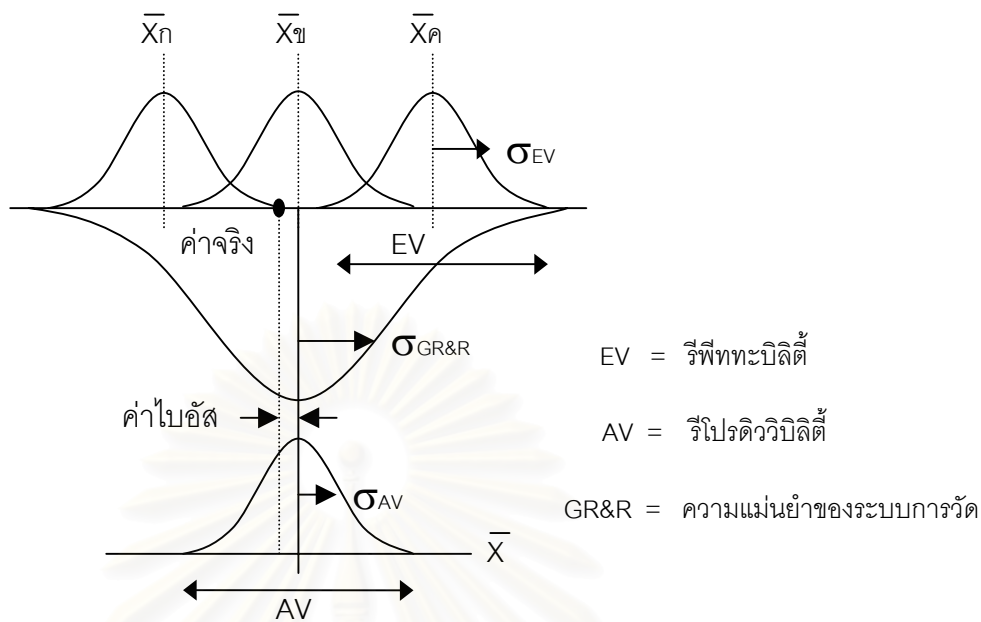 X̄ก X̄ข X̄ค
σEV
ค่าจริง
EV
σGR&R
EV = รีพีททะบิลิตี้
ค่าไบอัส
AV = รีโปรดิววิบิลิตี้
σAV
GR&R = ความแม่นยำของระบบการวัด
X̄
AV